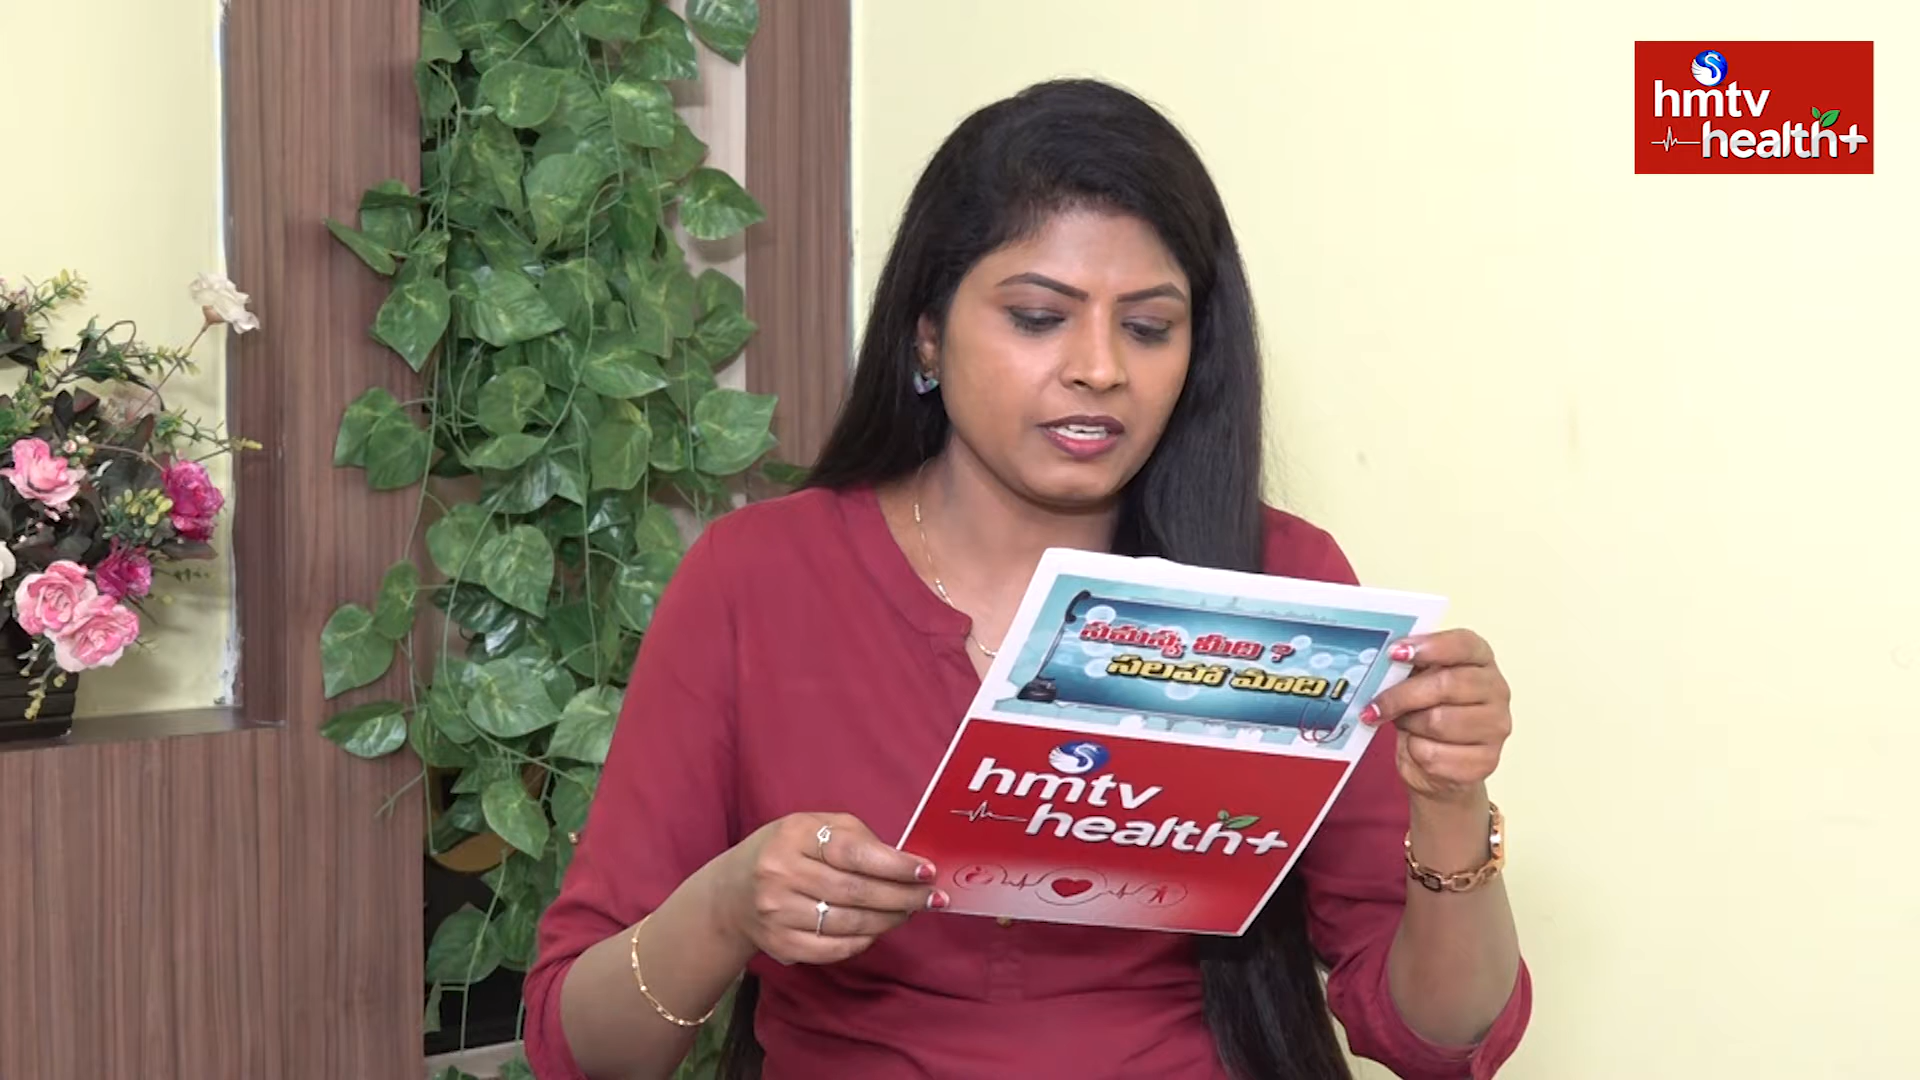 hmtv
health+
సమస్య మీది ?
సలహా మాది !
hmtv
health+